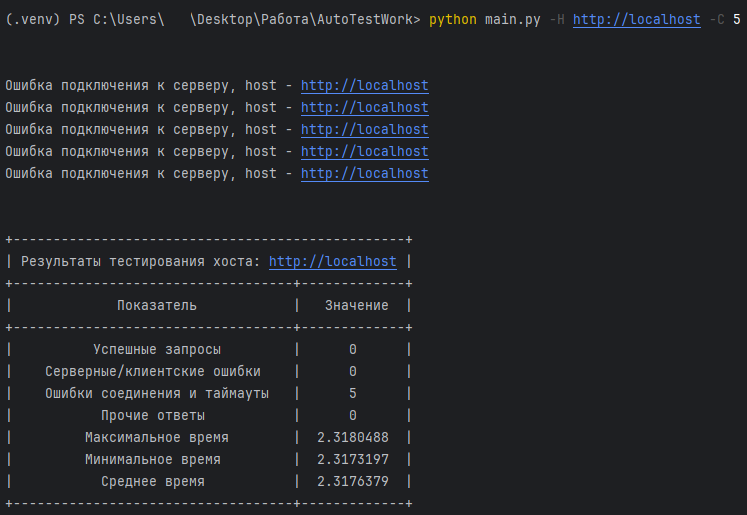 (.venv) PS C:\Users\   \Desktop\Работа\AutoTestWork> python main.py -H http://localhost -C 5
Ошибка подключения к серверу, host - http://localhost
Ошибка подключения к серверу, host - http://localhost
Ошибка подключения к серверу, host - http://localhost
Ошибка подключения к серверу, host - http://localhost
Ошибка подключения к серверу, host - http://localhost
+-------------------------------------------------+
| Результаты тестирования хоста: http://localhost |
+-----------------------------------+-------------+
|             Показатель            |   Значение  |
+-----------------------------------+-------------+
|          Успешные запросы         |      0      |
|    Серверные/клиентские ошибки    |      0      |
|    Ошибки соединения и таймауты   |      5      |
|           Прочие ответы           |      0      |
|         Максимальное время        |  2.3180488  |
|         Минимальное время         |  2.3173197  |
|           Среднее время           |  2.3176379  |
+-----------------------------------+-------------+